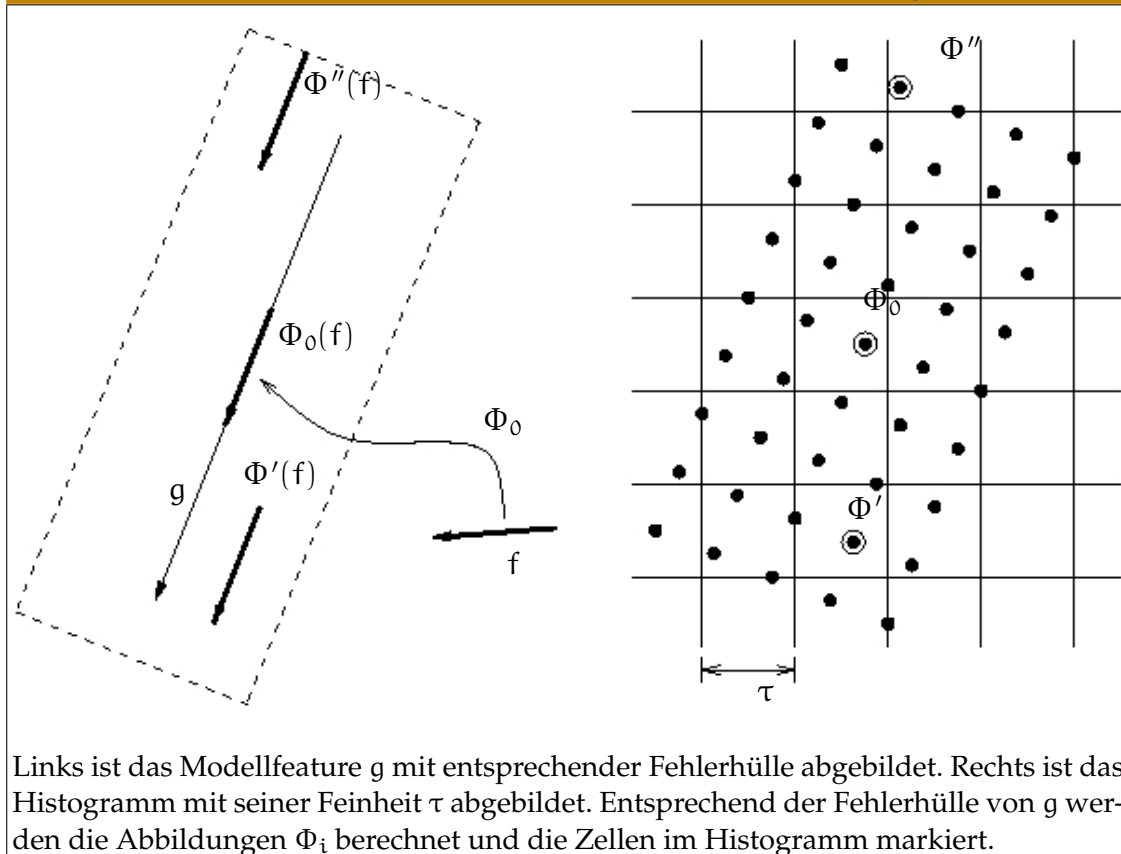 Φ''(f)
Φ''
Φ₀(f)
Φ₀
Φ₀
Φ'(f)
g
f
Φ'
τ
Links ist das Modellfeature g mit entsprechender Fehlerhülle abgebildet. Rechts ist das
Histogramm mit seiner Feinheit τ abgebildet. Entsprechend der Fehlerhülle von g wer-
den die Abbildungen Φᵢ berechnet und die Zellen im Histogramm markiert.